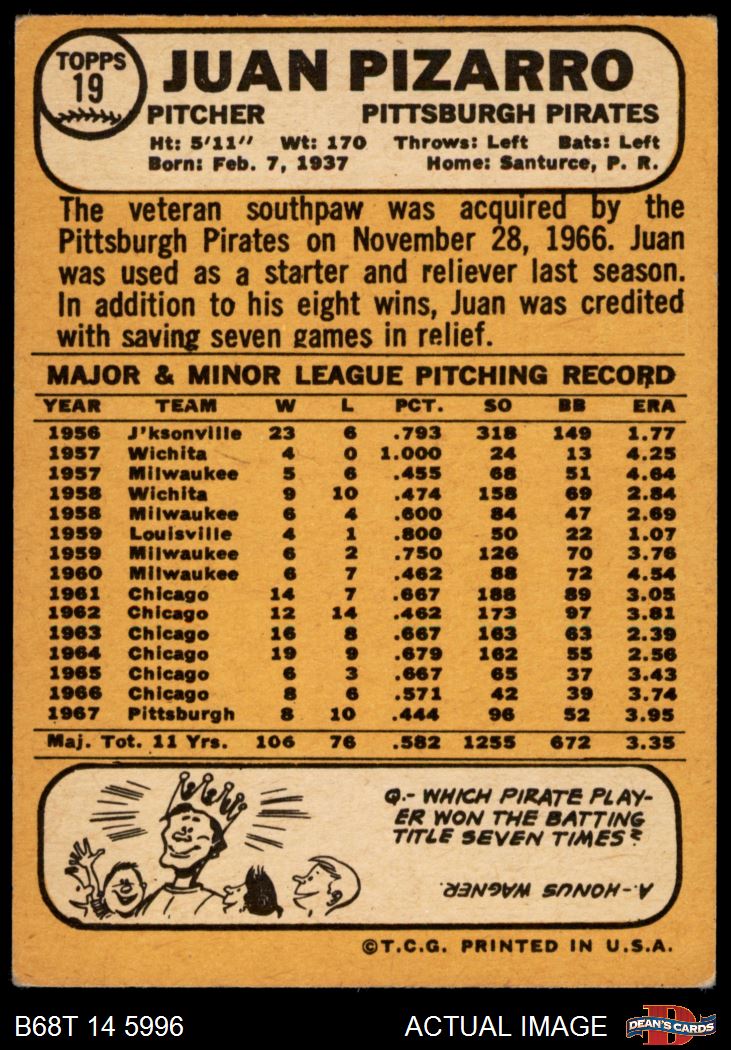 TOPPS
19
JUAN PIZARRO
PITCHER PITTSBURGH PIRATES
Ht: 5'11" Wt: 170 Throws: Left Bats: Left
Born: Feb. 7, 1937 Home: Santurce, P. R.
The veteran southpaw was acquired by the
Pittsburgh Pirates on November 28, 1966. Juan
was used as a starter and reliever last season.
In addition to his eight wins, Juan was credited
with saving seven games in relief.
MAJOR & MINOR LEAGUE PITCHING RECORD
YEAR TEAM W L PCT. SO BB ERA
1956 J'ksonville 23 6 .793 318 149 1.77
1957 Wichita 4 0 1.000 24 13 4.25
1957 Milwaukee 5 6 .455 68 51 4.64
1958 Wichita 9 10 .474 158 69 2.84
1958 Milwaukee 6 4 .600 84 47 2.69
1959 Louisville 4 1 .800 50 22 1.07
1959 Milwaukee 6 2 .750 126 70 3.76
1960 Milwaukee 6 7 .462 88 72 4.54
1961 Chicago 14 7 .667 188 89 3.05
1962 Chicago 12 14 .462 173 97 3.81
1963 Chicago 16 8 .667 163 63 2.39
1964 Chicago 19 9 .679 162 55 2.56
1965 Chicago 6 3 .667 65 37 3.43
1966 Chicago 8 6 .571 42 39 3.74
1967 Pittsburgh 8 10 .444 96 52 3.95
Maj. Tot. 11 Yrs. 106 76 .582 1255 672 3.35
Q.- WHICH PIRATE PLAY-
ER WON THE BATTING
TITLE SEVEN TIMES?
A.-HONUS WAGNER.
©T.C.G. PRINTED IN U.S.A.
B68T 14 5996 ACTUAL IMAGE
D
DEAN'S CARDS